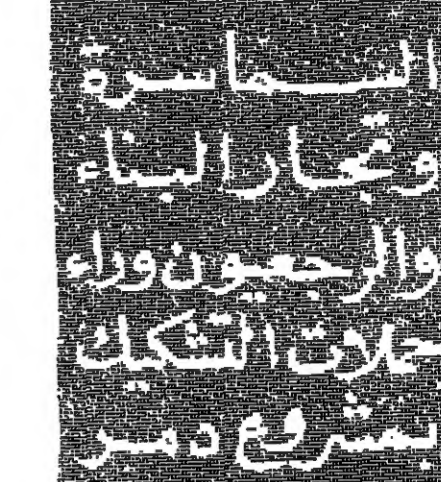 السماسرة
وتجار البناء
والرجعيون وراء
حملات التشكيك
بمشروع دمر